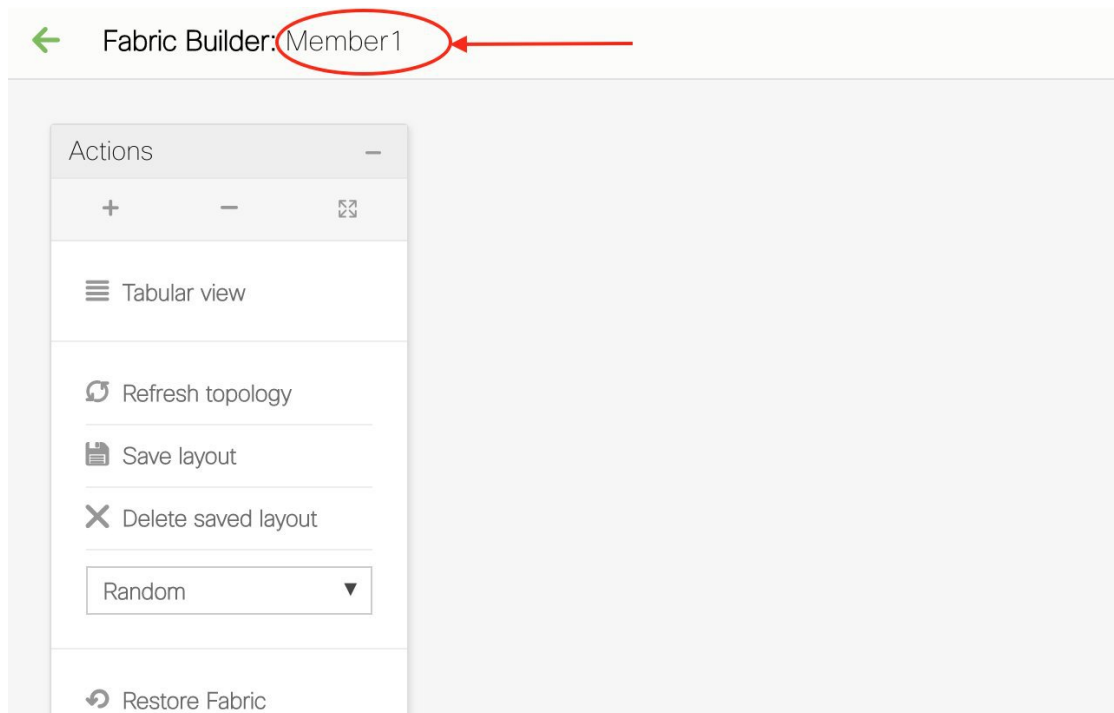 Fabric Builder: Member1
Actions
Tabular view
Refresh topology
Save layout
Delete saved layout
Random
Restore Fabric